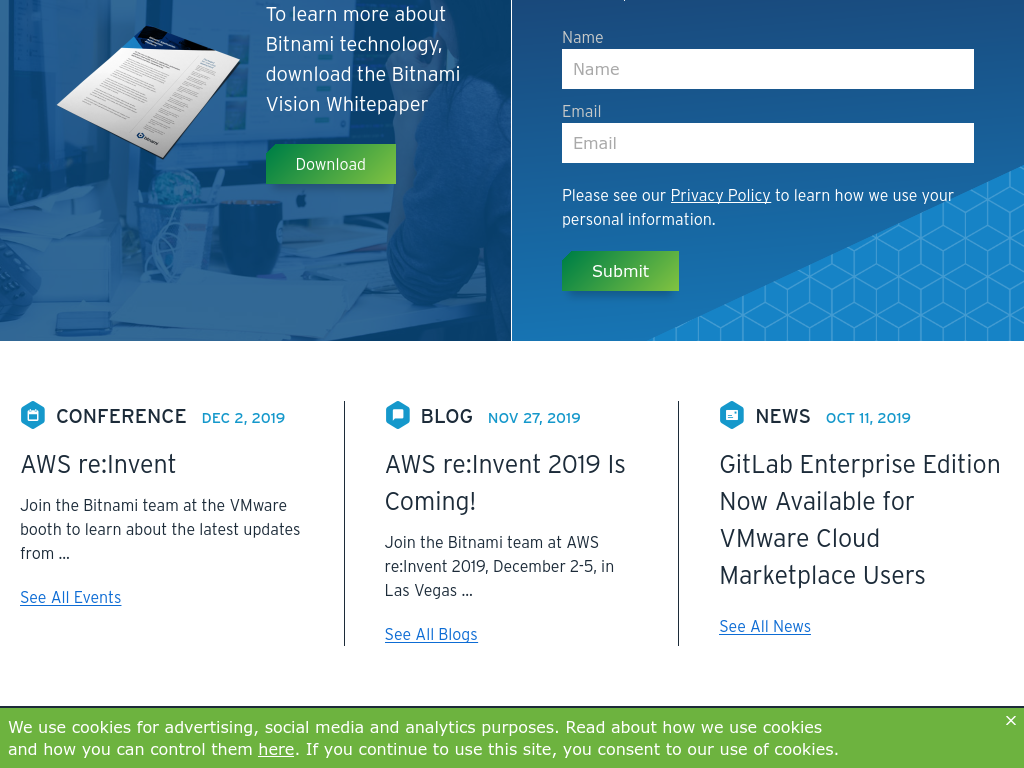 To learn more about
Bitnami technology,
download the Bitnami
Vision Whitepaper
Download
Name
Name
Email
Email
Please see our Privacy Policy to learn how we use your
personal information.
Submit
CONFERENCE DEC 2, 2019
AWS re:Invent
Join the Bitnami team at the VMware
booth to learn about the latest updates
from ...
See All Events
BLOG NOV 27, 2019
AWS re:Invent 2019 Is
Coming!
Join the Bitnami team at AWS
re:Invent 2019, December 2-5, in
Las Vegas ...
See All Blogs
NEWS OCT 11, 2019
GitLab Enterprise Edition
Now Available for
VMware Cloud
Marketplace Users
See All News
We use cookies for advertising, social media and analytics purposes. Read about how we use cookies
and how you can control them here. If you continue to use this site, you consent to our use of cookies.
×